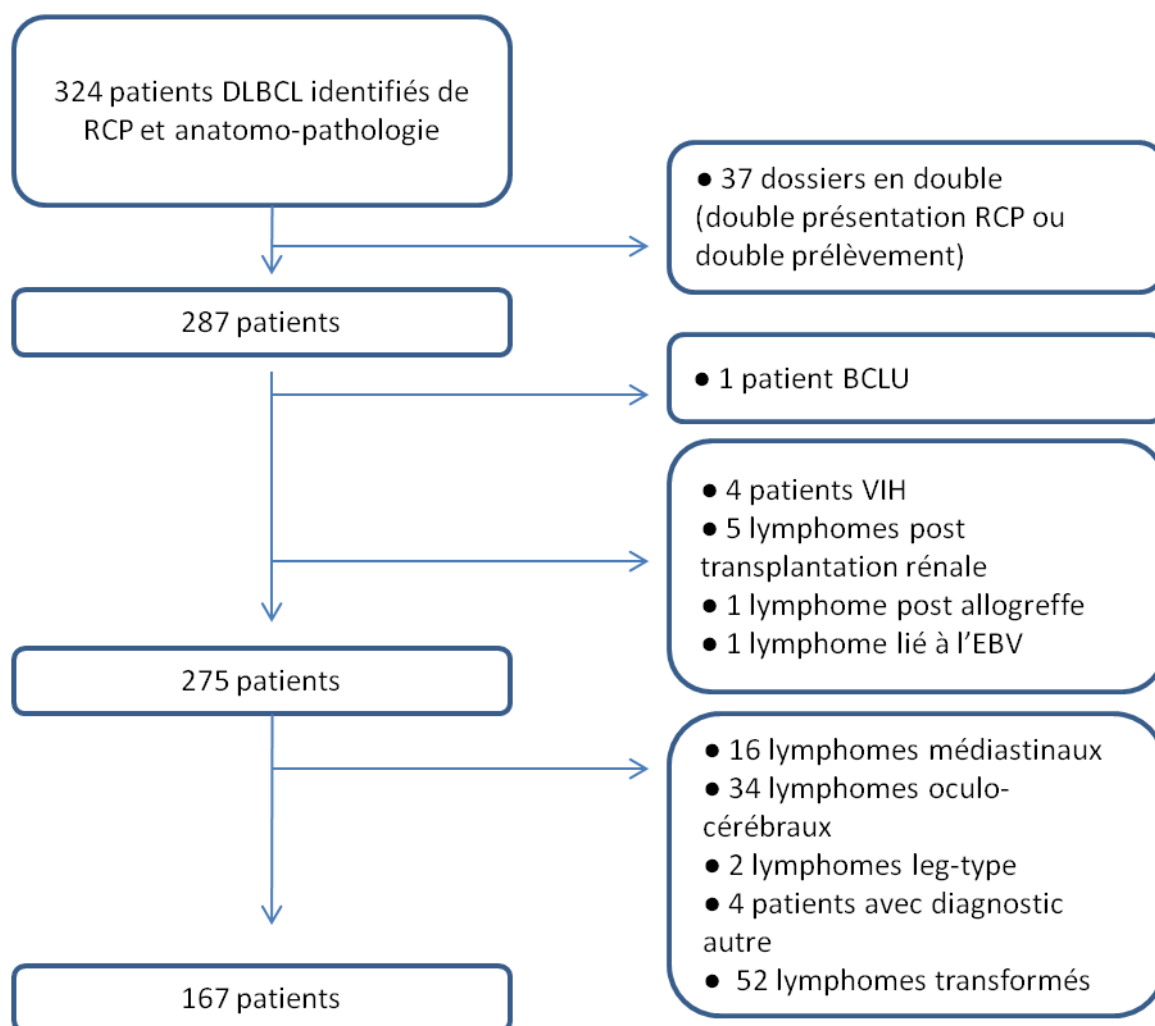 324 patients DLBCL identifiés de
RCP et anatomo-pathologie
● 37 dossiers en double
(double présentation RCP ou
double prélèvement)
287 patients
● 1 patient BCLU
● 4 patients VIH
● 5 lymphomes post
transplantation rénale
● 1 lymphome post allogreffe
● 1 lymphome lié à l’EBV
275 patients
● 16 lymphomes médiastinaux
● 34 lymphomes oculo-
cérébraux
● 2 lymphomes leg-type
● 4 patients avec diagnostic
autre
● 52 lymphomes transformés
167 patients